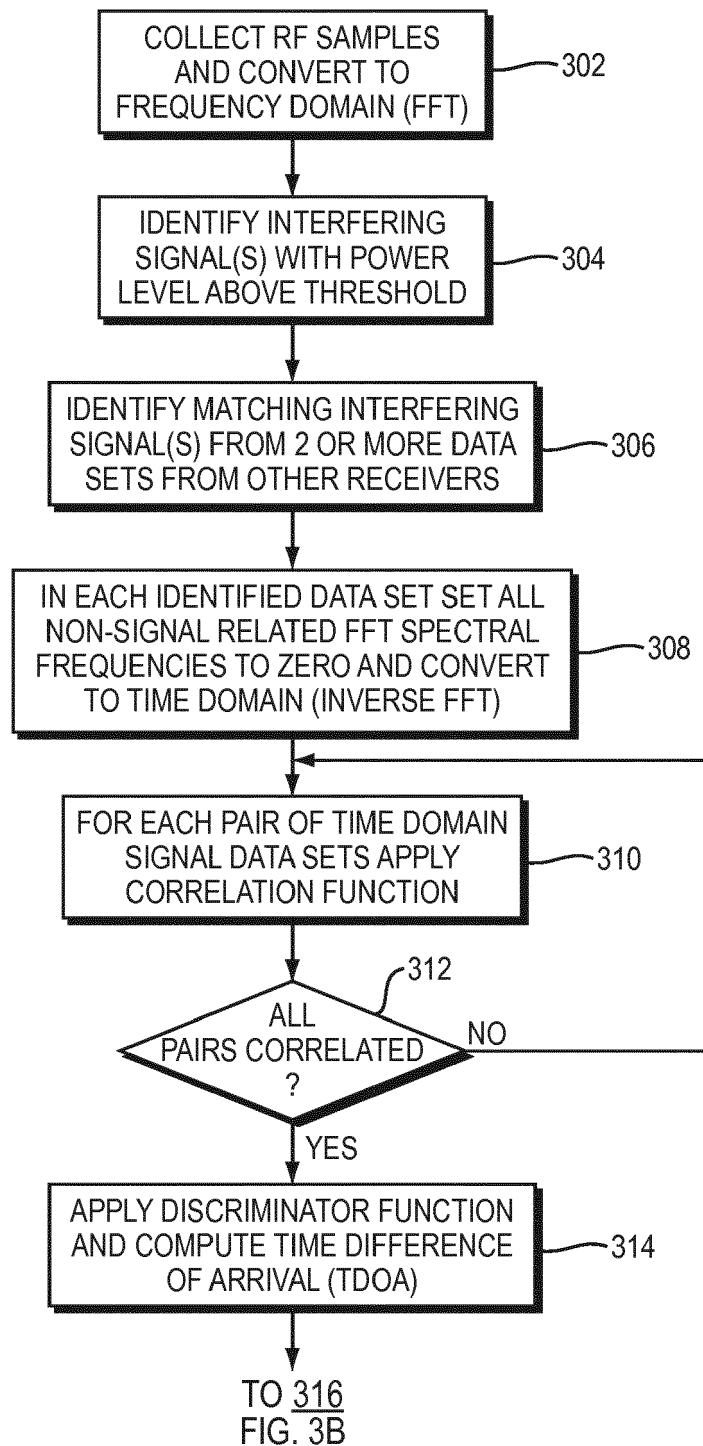 COLLECT RF SAMPLES
AND CONVERT TO
FREQUENCY DOMAIN (FFT)
302
IDENTIFY INTERFERING
SIGNAL(S) WITH POWER
LEVEL ABOVE THRESHOLD
304
IDENTIFY MATCHING INTERFERING
SIGNAL(S) FROM 2 OR MORE DATA
SETS FROM OTHER RECEIVERS
306
IN EACH IDENTIFIED DATA SET SET ALL
NON-SIGNAL RELATED FFT SPECTRAL
FREQUENCIES TO ZERO AND CONVERT
TO TIME DOMAIN (INVERSE FFT)
308
FOR EACH PAIR OF TIME DOMAIN
SIGNAL DATA SETS APPLY
CORRELATION FUNCTION
310
312
ALL
PAIRS CORRELATED
?
NO
YES
APPLY DISCRIMINATOR FUNCTION
AND COMPUTE TIME DIFFERENCE
OF ARRIVAL (TDOA)
314
TO 316
FIG. 3B